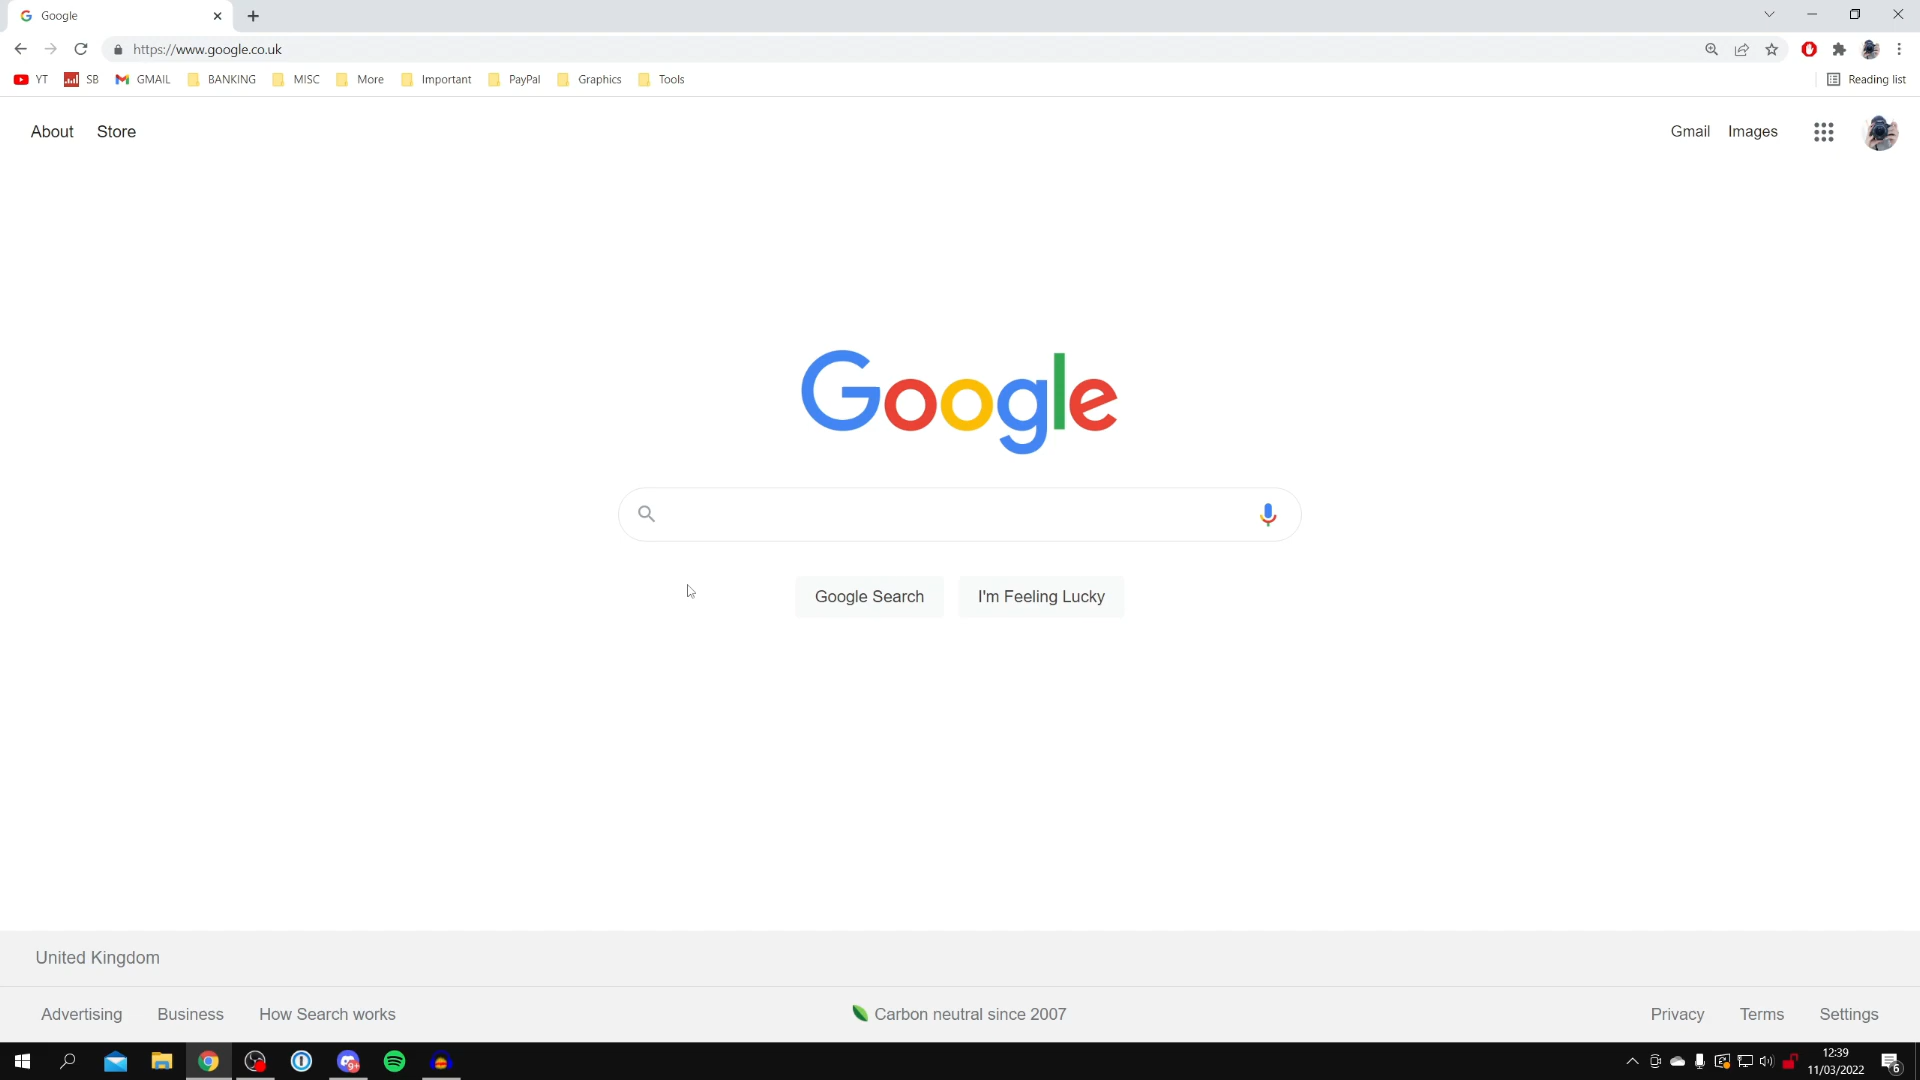 Google
https://www.google.co.uk
YT SB GMAIL BANKING MISC More Important PayPal Graphics Tools Reading list
About Store Gmail Images
Google
Google Search I'm Feeling Lucky
United Kingdom
Advertising Business How Search works Carbon neutral since 2007 Privacy Terms Settings
9+
12:39
11/03/2022
6